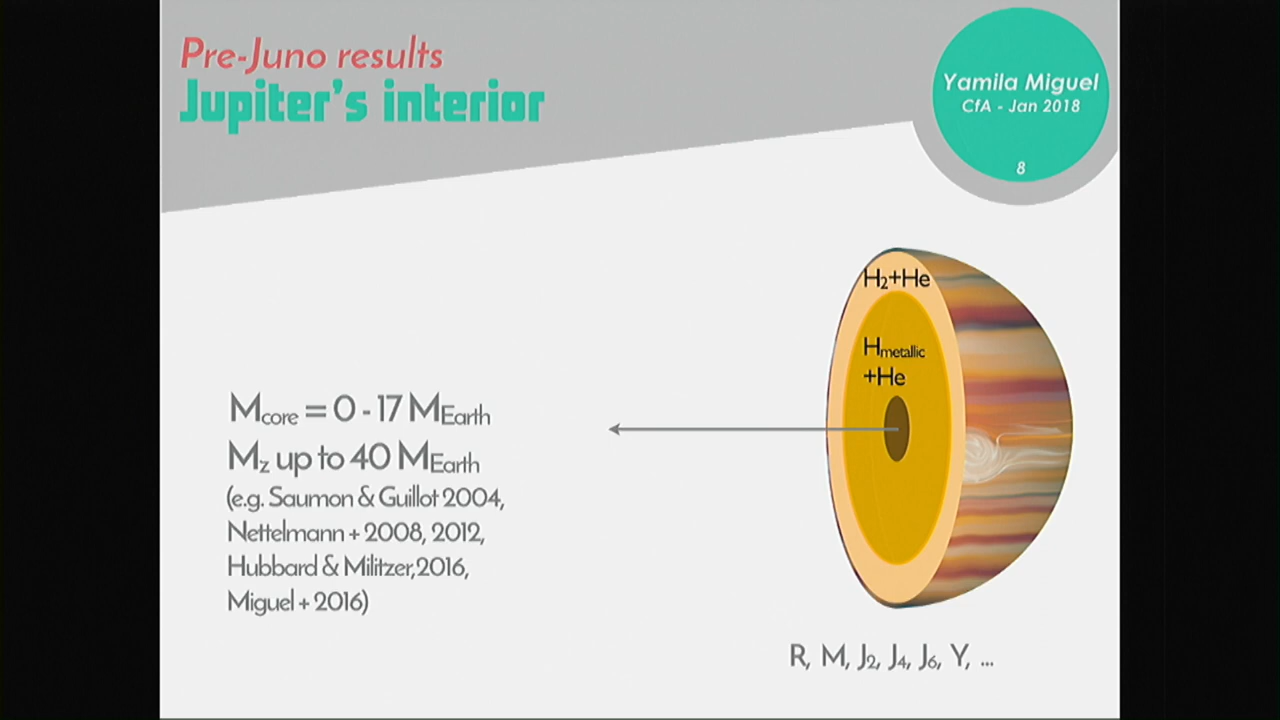 Pre-Juno results
Jupiter's interior
Yamila Miguel
CfA - Jan 2018
8
H2+He
Hmetallic
+He
Mcore = 0 - 17 MEarth
Mz up to 40 MEarth
(e.g. Saumon & Guillot 2004,
Nettelmann + 2008, 2012,
Hubbard & Militzer,2016,
Miguel + 2016)
R, M, J2, J4, J6, Y, ...